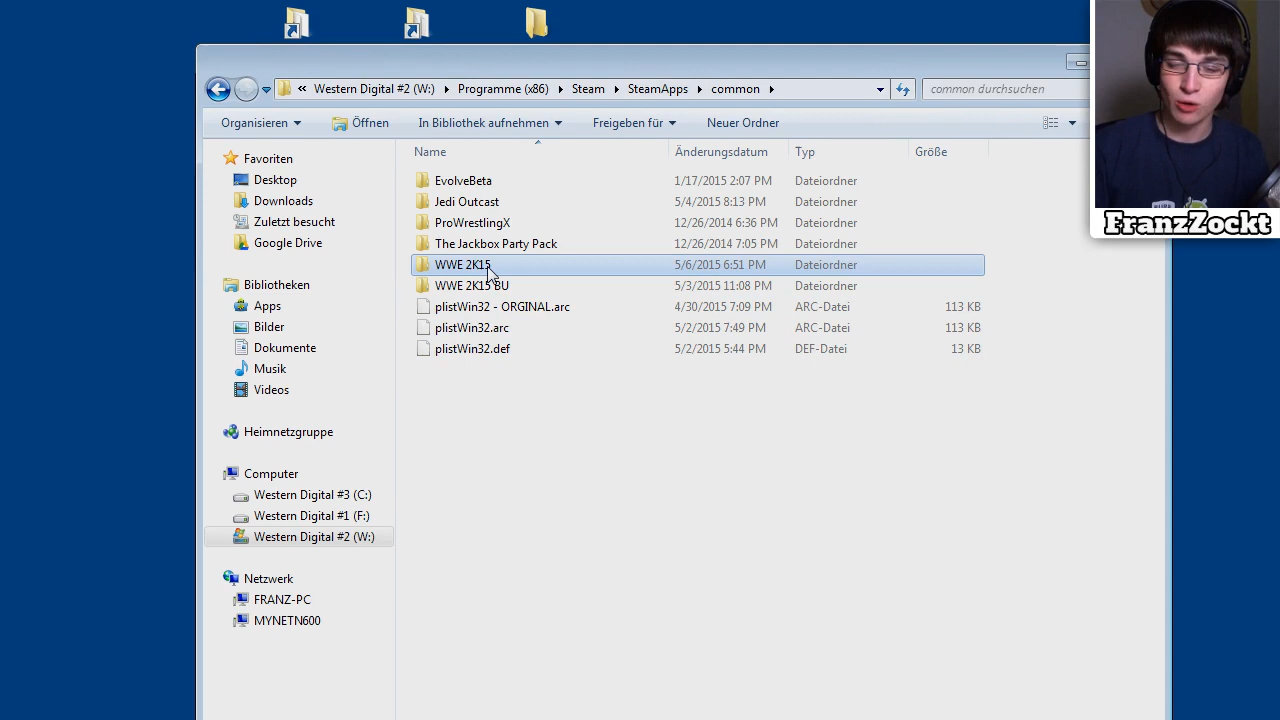 « Western Digital #2 (W:) Programme (x86) Steam SteamApps common common durchsuchen
FranzZockt
Organisieren Öffnen In Bibliothek aufnehmen Freigeben für Neuer Ordner
Name Änderungsdatum Typ Größe
EvolveBeta 1/17/2015 2:07 PM Dateiordner
Jedi Outcast 5/4/2015 8:13 PM Dateiordner
ProWrestlingX 12/26/2014 6:36 PM Dateiordner
The Jackbox Party Pack 12/26/2014 7:05 PM Dateiordner
WWE 2K15 5/6/2015 6:51 PM Dateiordner
WWE 2K15 BU 5/3/2015 11:08 PM Dateiordner
plistWin32 - ORGINAL.arc 4/30/2015 7:09 PM ARC-Datei 113 KB
plistWin32.arc 5/2/2015 7:49 PM ARC-Datei 113 KB
plistWin32.def 5/2/2015 5:44 PM DEF-Datei 13 KB
Favoriten
Desktop
Downloads
Zuletzt besucht
Google Drive
Bibliotheken
Apps
Bilder
Dokumente
Musik
Videos
Heimnetzgruppe
Computer
Western Digital #3 (C:)
Western Digital #1 (F:)
Western Digital #2 (W:)
Netzwerk
FRANZ-PC
MYNETN600